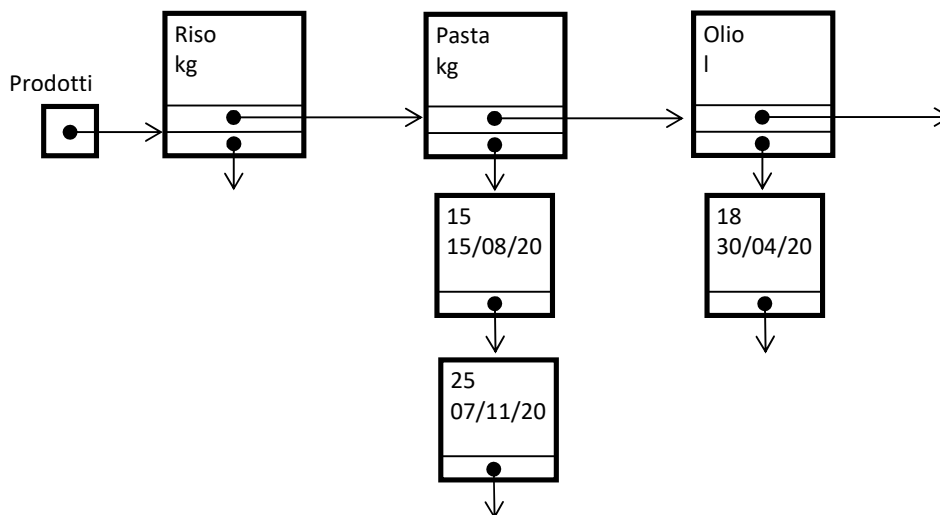 Prodotti
Riso
kg
Pasta
kg
Olio
l
15
15/08/20
18
30/04/20
25
07/11/20